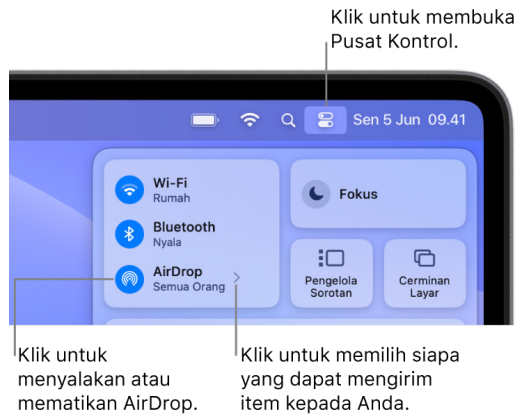 Klik untuk membuka
Pusat Kontrol.
Sen 5 Jun 09.41
Wi-Fi
Rumah
Bluetooth
Nyala
AirDrop
Semua Orang
Fokus
Pengelola
Sorotan
Cerminan
Layar
Klik untuk
menyalakan atau
mematikan AirDrop.
Klik untuk memilih siapa
yang dapat mengirim
item kepada Anda.